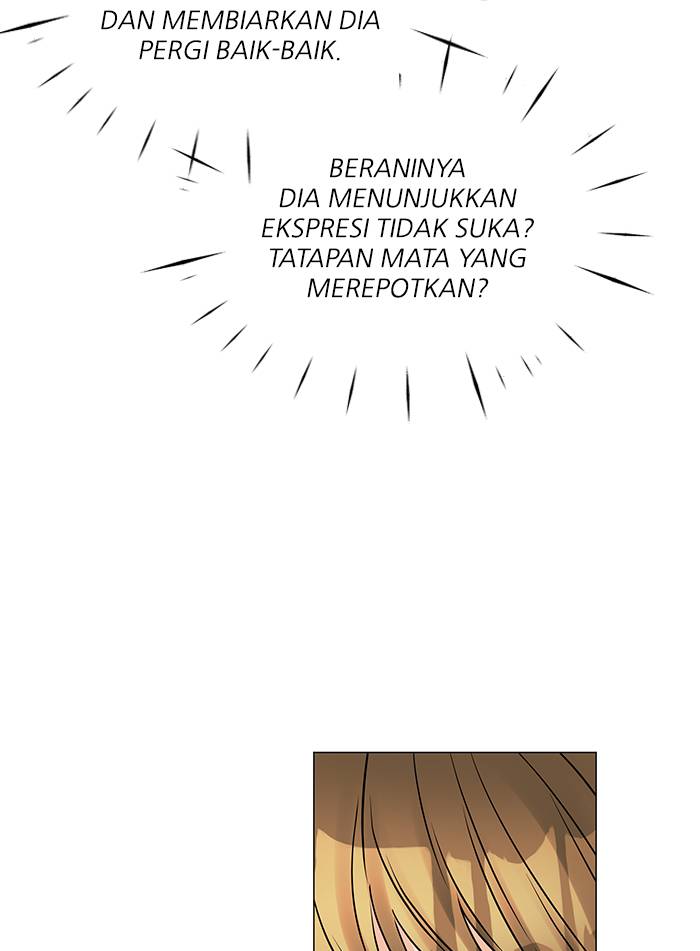 DAN MEMBIARKAN DIA
PERGI BAIK-BAIK.
BERANINYA
DIA MENUNJUKKAN
EKSPRESI TIDAK SUKA?
TATAPAN MATA YANG
MEREPOTKAN?